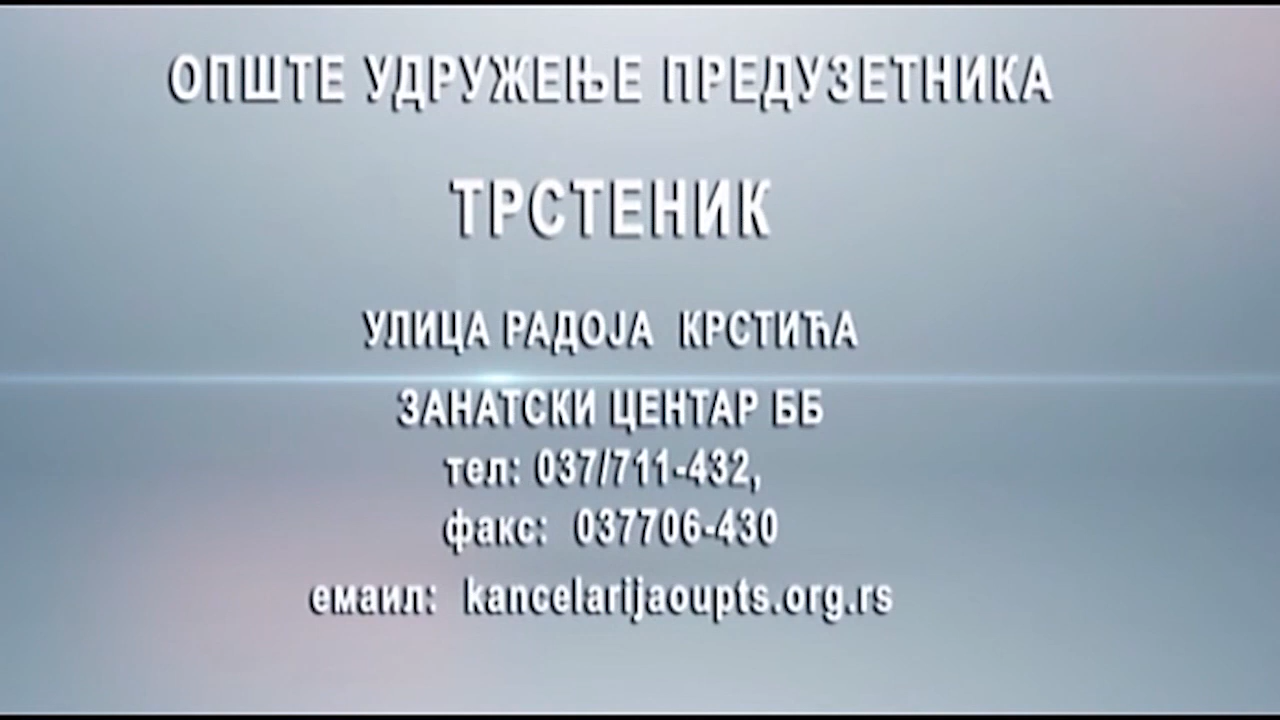 ОПШТЕ УДРУЖЕЊЕ ПРЕДУЗЕТНИКА
ТРСТЕНИК
УЛИЦА РАДОЈА КРСТИЋА
ЗАНАТСКИ ЦЕНТАР ББ
тел: 037/711-432,
факс: 037706-430
емаил: kancelarijaoupts.org.rs